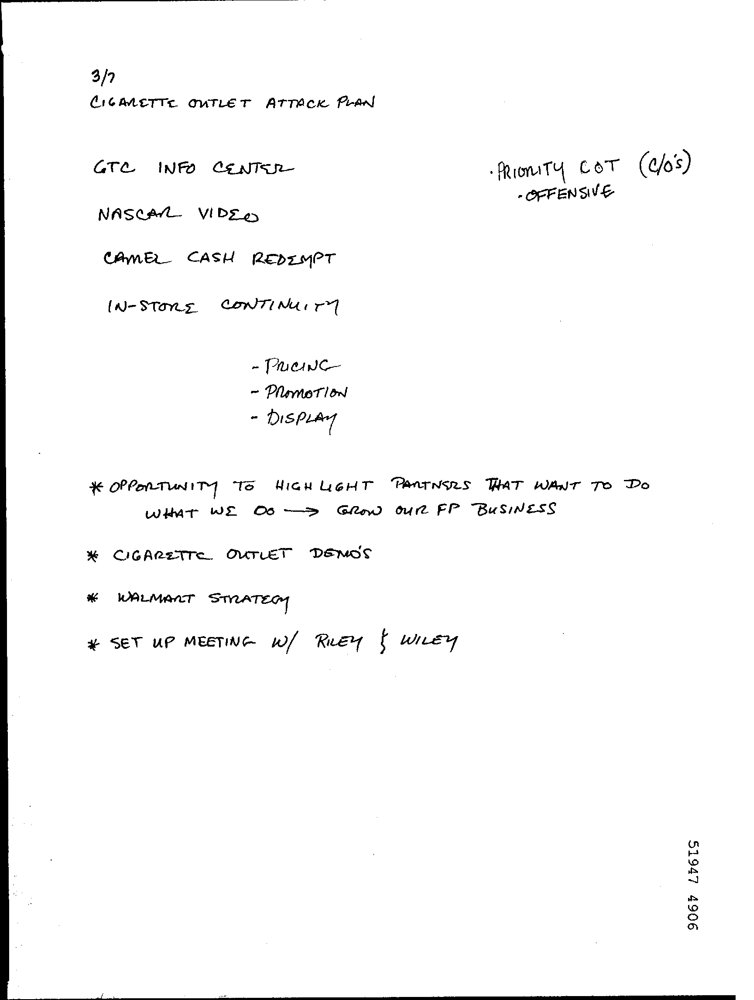 3/7
CIGARETTE OUTLET ATTACK PLAN
GTC INFO CENTER
· PRIORITY COT (C/O'S)
- OFFENSIVE
NASCAR VIDEO
CAMEL CASH REDEMPT
IN-STORE CONTINUITY
- PRICING
- PROMOTION
- DISPLAY
* OPPORTUNITY TO HIGHLIGHT PARTNERS THAT WANT TO DO
WHAT WE DO → GROW OUR FP BUSINESS
* CIGARETTE OUTLET DEMO'S
* WALMART STRATEGY
* SET UP MEETING W/ RILEY & WILEY
51947 4906